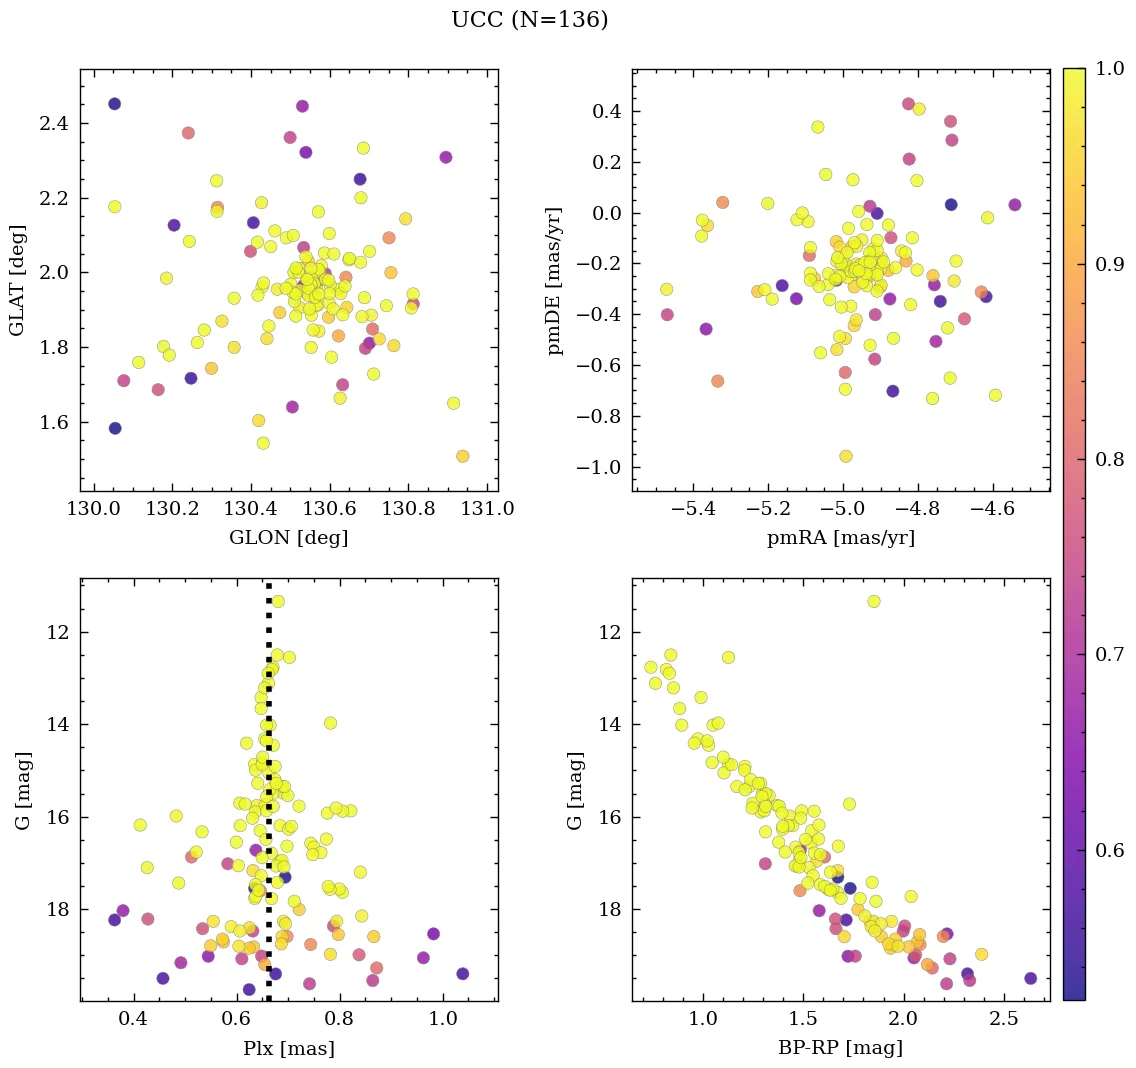 UCC (N=136)
2.4
2.2
2.0
1.8
1.6
GLAT [deg]
130.0 130.2 130.4 130.6 130.8 131.0
GLON [deg]
0.4
0.2
0.0
−0.2
−0.4
−0.6
−0.8
−1.0
pmDE [mas/yr]
−5.4 −5.2 −5.0 −4.8 −4.6
pmRA [mas/yr]
12
14
16
18
G [mag]
0.4 0.6 0.8 1.0
Plx [mas]
12
14
16
18
G [mag]
1.0 1.5 2.0 2.5
BP-RP [mag]
1.0
0.9
0.8
0.7
0.6